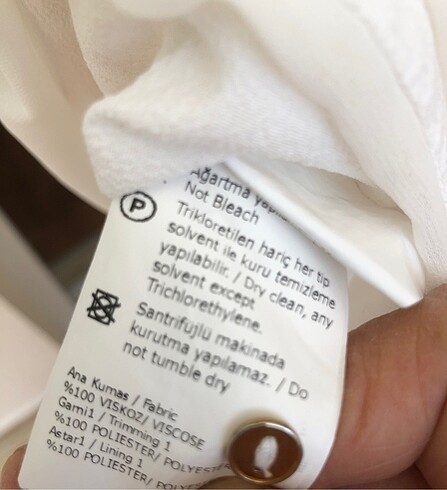 Ağartma
Not Bleach
P
Trikloretilen hariç her tip
solvent ile kuru temizleme
yapılabilir. / Dry clean, any
solvent except
Trichlorethylene.
Santrifüjlü makinada
kurutma yapılamaz. / Do
not tumble dry
Ana Kumas / Fabric
%100 VISKOZ/ VISCOSE
Garni1 / Trimming 1
%100 POLIESTER/ POLYESTER
Astar1 / Lining 1
%100 POLIESTER/